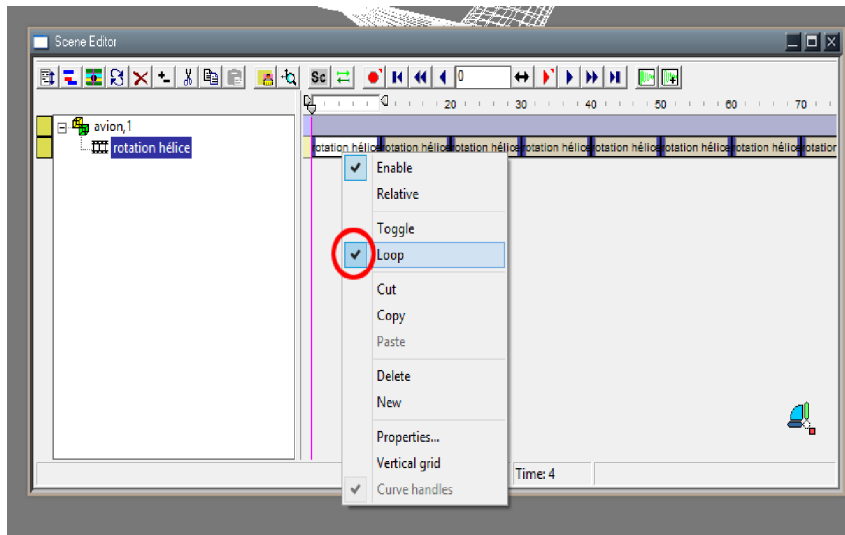 Scene Editor
Sc 0
20 30 40 50 60 70
avion,1
rotation hélice
rotation hélice rotation hélice rotation hélice rotation hélice rotation hélice rotation hélice rotation hélice rotation
Enable
Relative
Toggle
Loop
Cut
Copy
Paste
Delete
New
Properties...
Vertical grid
Time: 4
Curve handles